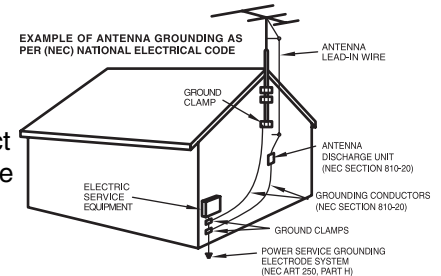 EXAMPLE OF ANTENNA GROUNDING AS
PER (NEC) NATIONAL ELECTRICAL CODE
ANTENNA
LEAD-IN WIRE
GROUND
CLAMP
ct
e
ANTENNA
DISCHARGE UNIT
(NEC SECTION 810-20)
ELECTRIC
SERVICE
EQUIPMENT
GROUNDING CONDUCTORS
(NEC SECTION 810-20)
GROUND CLAMPS
POWER SERVICE GROUNDING
ELECTRODE SYSTEM
(NEC ART 250, PART H)